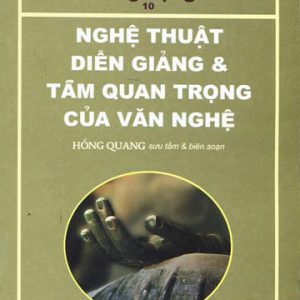 10
NGHỆ THUẬT
DIỄN GIẢNG &
TẦM QUAN TRỌNG
CỦA VĂN NGHỆ
HỒNG QUANG sưu tầm & biên soạn